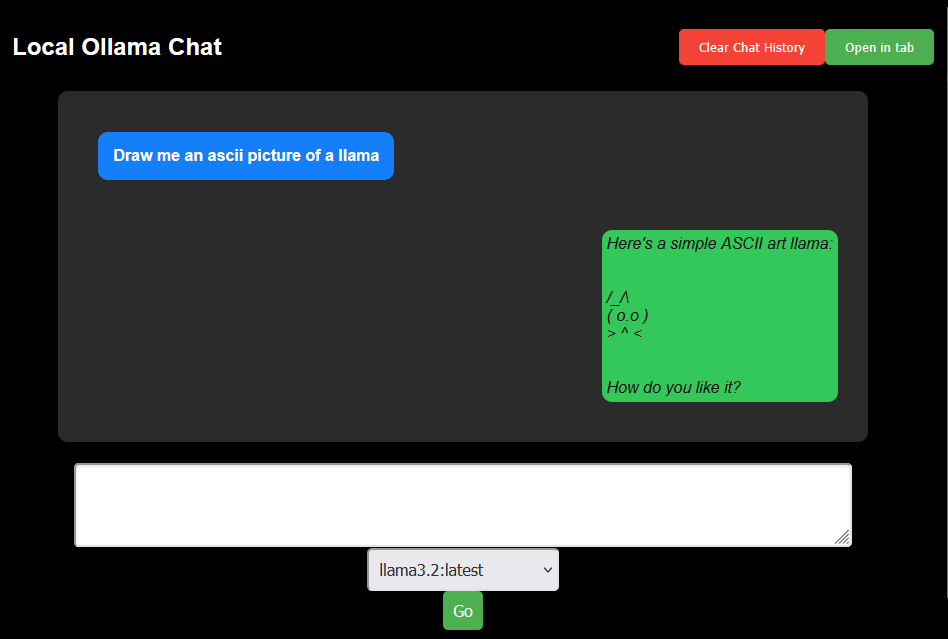 Local Ollama Chat
Clear Chat History
Open in tab
Draw me an ascii picture of a llama
Here's a simple ASCII art llama:
/_/\
( o.o )
> ^ <
How do you like it?
llama3.2:latest
Go